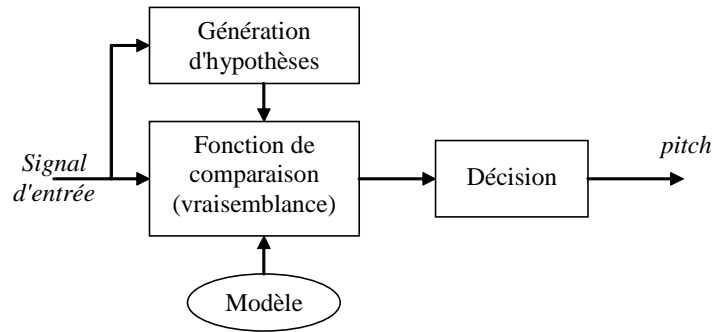 Génération
d'hypothèses
Signal
d'entrée
Fonction de
comparaison
(vraisemblance)
Décision
pitch
Modèle